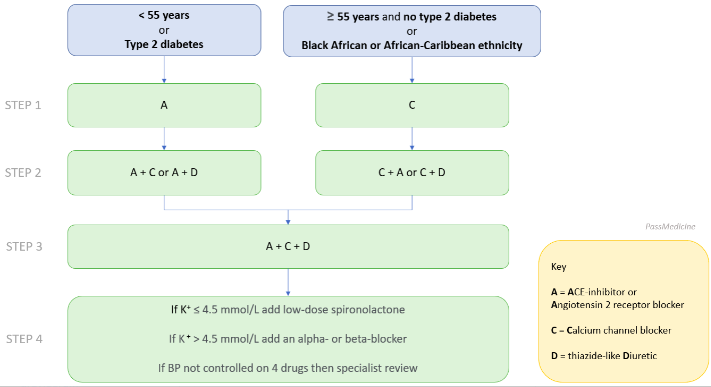 < 55 years
or
Type 2 diabetes
≥ 55 years and no type 2 diabetes
or
Black African or African-Caribbean ethnicity
STEP 1
A
C
STEP 2
A + C or A + D
C + A or C + D
STEP 3
A + C + D
STEP 4
If K⁺ ≤ 4.5 mmol/L add low-dose spironolactone
If K⁺ > 4.5 mmol/L add an alpha- or beta-blocker
If BP not controlled on 4 drugs then specialist review
PassMedicine
Key
A = ACE-inhibitor or
Angiotensin 2 receptor blocker
C – Calcium channel blocker
D = thiazide-like Diuretic